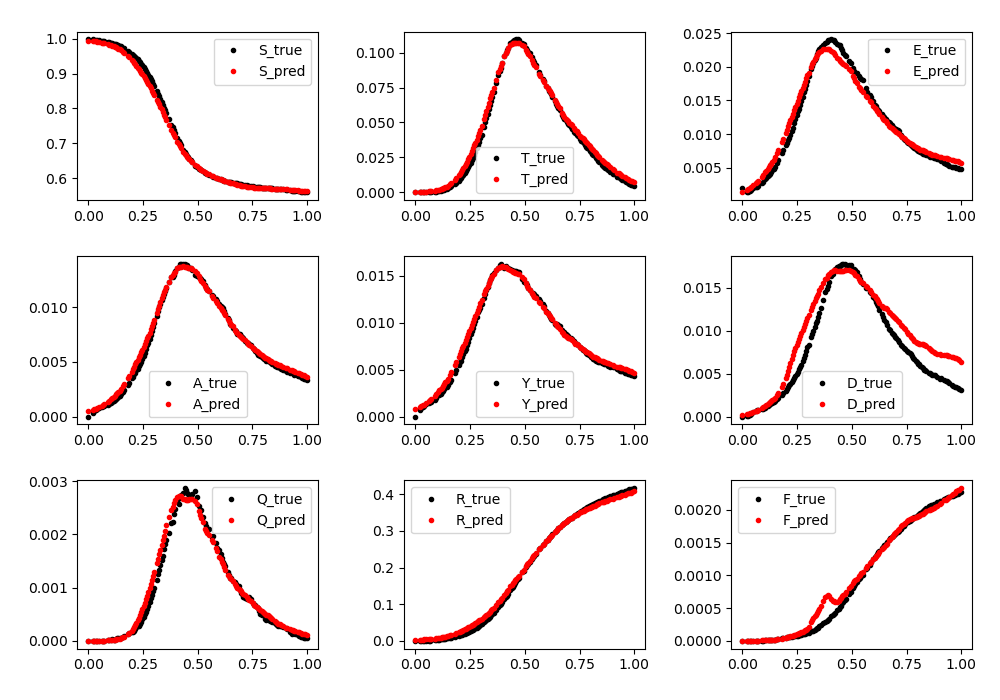 1.0
0.9
0.8
0.7
0.6
0.00 0.25 0.50 0.75 1.00
S_true
S_pred
0.100
0.075
0.050
0.025
0.000
0.00 0.25 0.50 0.75 1.00
T_true
T_pred
0.025
0.020
0.015
0.010
0.005
0.00 0.25 0.50 0.75 1.00
E_true
E_pred
0.010
0.005
0.000
0.00 0.25 0.50 0.75 1.00
A_true
A_pred
0.015
0.010
0.005
0.000
0.00 0.25 0.50 0.75 1.00
Y_true
Y_pred
0.015
0.010
0.005
0.000
0.00 0.25 0.50 0.75 1.00
D_true
D_pred
0.003
0.002
0.001
0.000
0.00 0.25 0.50 0.75 1.00
Q_true
Q_pred
0.4
0.3
0.2
0.1
0.0
0.00 0.25 0.50 0.75 1.00
R_true
R_pred
0.0020
0.0015
0.0010
0.0005
0.0000
0.00 0.25 0.50 0.75 1.00
F_true
F_pred